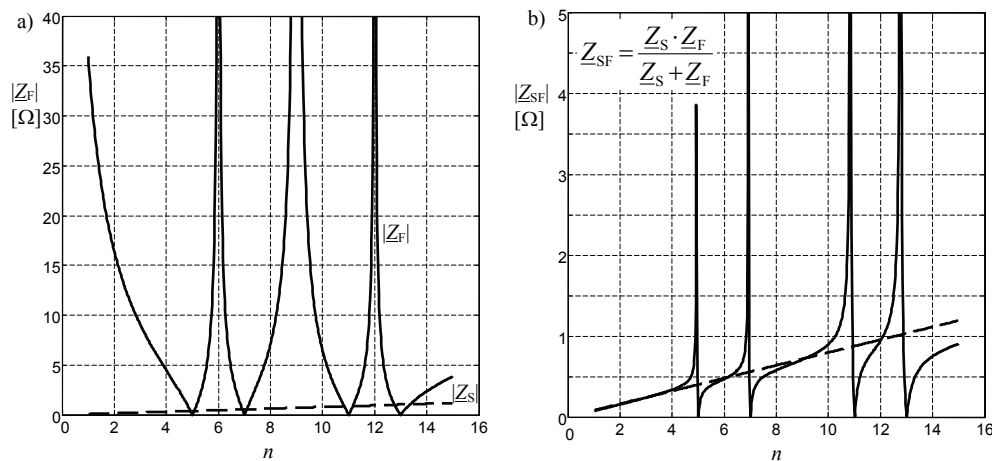 a)
40
35
30
25
20
15
10
5
0
|Z_F|
[Ω]
|Z_F|
|Z_S|
0 2 4 6 8 10 12 14 16
n
b)
5
4
3
2
1
0
|Z_SF|
[Ω]
Z_SF = Z_S · Z_F / Z_S + Z_F
0 2 4 6 8 10 12 14 16
n